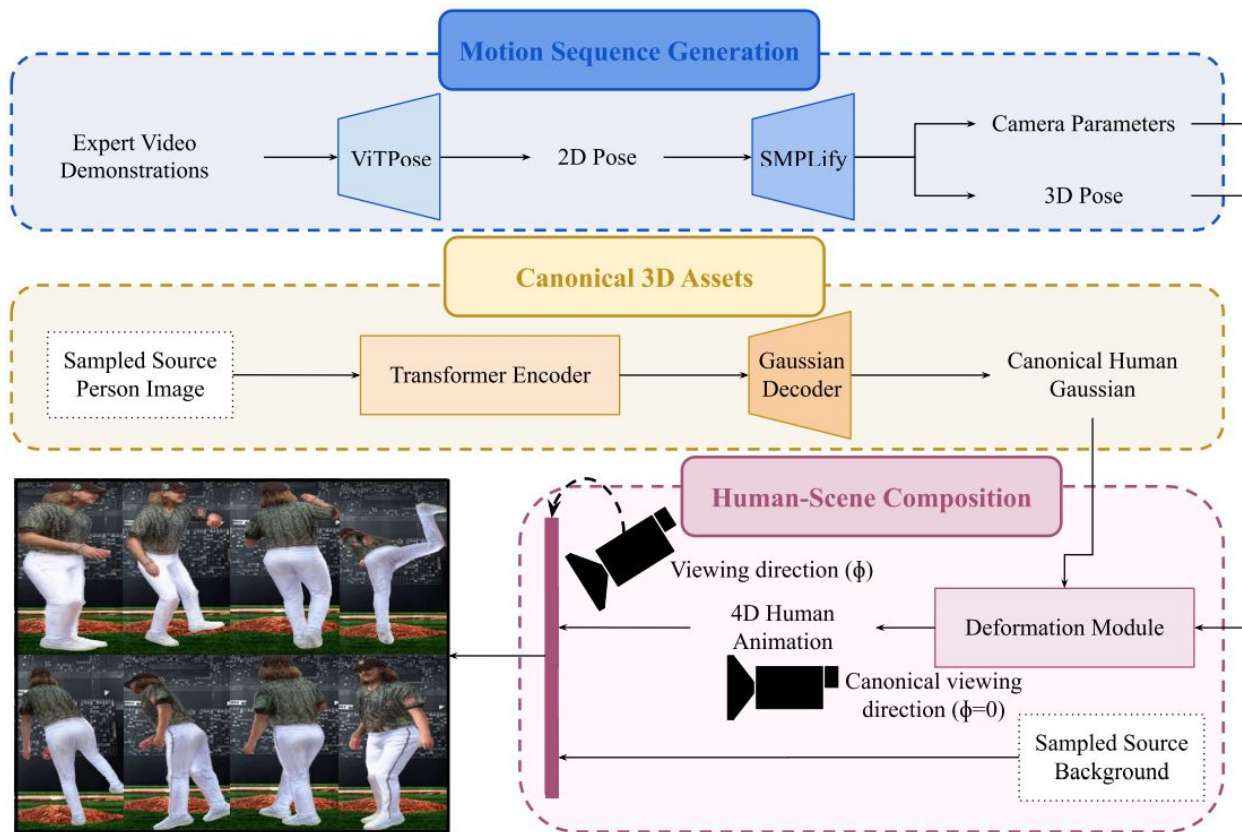 Motion Sequence Generation
Expert Video
Demonstrations
ViTPose
2D Pose
SMPLify
Camera Parameters
3D Pose
Canonical 3D Assets
Sampled Source
Person Image
Transformer Encoder
Gaussian
Decoder
Canonical Human
Gaussian
Human-Scene Composition
Viewing direction (ϕ)
4D Human
Animation
Deformation Module
Canonical viewing
direction (ϕ=0)
Sampled Source
Background